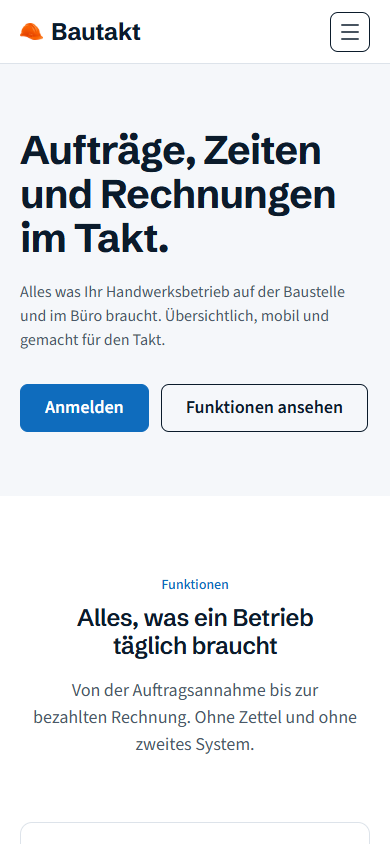 Bautakt
Aufträge, Zeiten
und Rechnungen
im Takt.
Alles was Ihr Handwerksbetrieb auf der Baustelle
und im Büro braucht. Übersichtlich, mobil und
gemacht für den Takt.
Anmelden
Funktionen ansehen
Funktionen
Alles, was ein Betrieb
täglich braucht
Von der Auftragsannahme bis zur
bezahlten Rechnung. Ohne Zettel und ohne
zweites System.